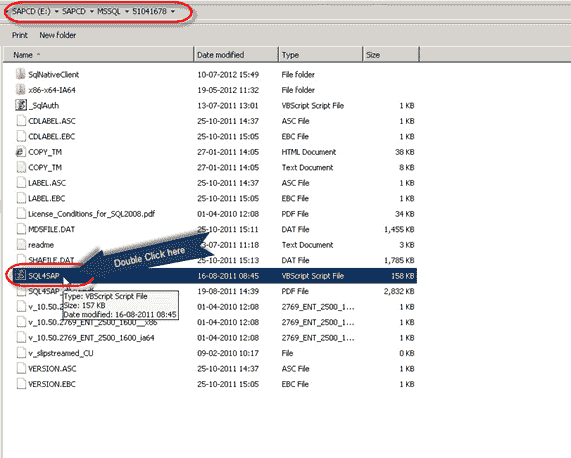 SAPCD (E:) ▾ SAPCD ▾ MSSQL ▾ 51041678 ▾
Print New folder
Name Date modified Type Size
SqlNativeClient 10-07-2012 15:49 File folder
x86-x64-IA64 19-05-2012 11:32 File folder
_SqlAuth 13-07-2011 13:01 VBScript Script File 1 KB
CDLABEL.ASC 25-10-2011 14:37 ASC File 1 KB
CDLABEL.EBC 25-10-2011 15:05 EBC File 1 KB
COPY_TM 27-01-2011 14:05 HTML Document 38 KB
COPY_TM 27-01-2011 14:05 Text Document 8 KB
LABEL.ASC 25-10-2011 14:37 ASC File 1 KB
LABEL.EBC 25-10-2011 15:05 EBC File 1 KB
License_Conditions_for_SQL2008.pdf 01-04-2010 12:08 PDF File 34 KB
MDSFILE.DAT 25-10-2011 15:11 DAT File 1,455 KB
readme 3-07-2011 11:18 Text Document 3 KB
SHAFILE.DAT 25-10-2011 15:13 DAT File 1,785 KB
Double Click here
SQL4SAP 16-08-2011 08:45 VBScript Script File 158 KB
SQL4SAP 19-08-2011 14:39 PDF File 2,832 KB
Type: VBScript Script File
Size: 157 KB
Date modified: 16-08-2011 08:45
v_10.50. 01-04-2010 12:08 2769_ENT_2500_1... 1 KB
v_10.50.2769_ENT_2500_1600__x86 01-04-2010 12:08 2769_ENT_2500_1... 1 KB
v_10.50.2769_ENT_2500_1600_ia64 01-04-2010 12:08 2769_ENT_2500_1... 1 KB
v_slipstreamed_CU 09-02-2010 10:17 File 0 KB
VERSION.ASC 25-10-2011 14:37 ASC File 1 KB
VERSION.EBC 25-10-2011 15:05 EBC File 1 KB